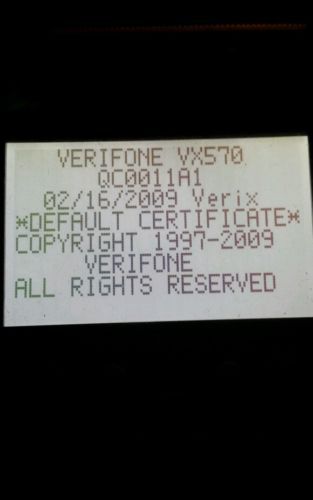 VERIFONE VX570
QC0011A1
02/16/2009 Verix
*DEFAULT CERTIFICATE*
COPYRIGHT 1997-2009
VERIFONE
ALL RIGHTS RESERVED